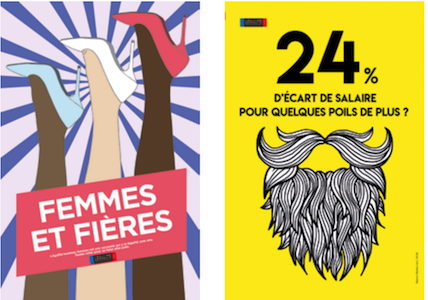 FEMMES
ET FIÈRES
24%
D'ÉCART DE SALAIRE
POUR QUELQUES POILS DE PLUS ?